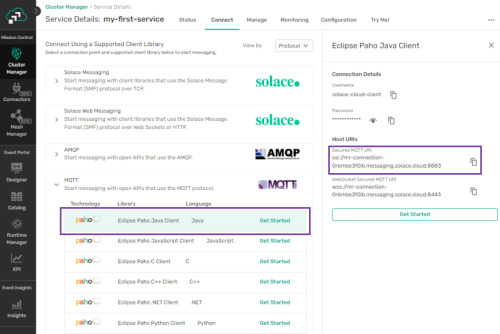 Cluster Manager > Service Details
Service Details: my-first-service
Status
Connect
Manage
Monitoring
Configuration
Try Me!
Mission Control
Cluster
Manager
BETA
Connectors
BETA
Mesh
Manager
Event Portal
Designer
Catalog
Runtime
Manager
KPI
Event Insights
Insights
Connect Using a Supported Client Library
Select a connection point and supported client library below to start messaging.
View by
Protocol
Solace Messaging
Start messaging with client libraries that use the Solace Message
Format (SMF) protocol over TCP.
solace.
Solace Web Messaging
Start messaging with client libraries that use the Solace Message
Format (SMF) protocol over Web Sockets or HTTP.
solace.
AMQP
Start messaging with open APIs that use the AMQP.
AMQP
MQTT
Start messaging with open APIs that use the MQTT protocol.
MQTT
Technology Library Language
paho Eclipse Paho Java Client Java Get Started
paho Eclipse Paho JavaScript Client JavaScript Get Started
paho Eclipse Paho C Client C Get Started
paho Eclipse Paho C++ Client C++ Get Started
paho Eclipse Paho .NET Client .NET Get Started
paho Eclipse Paho Python Client Python Get Started
Eclipse Paho Java Client
Connection Details
Username
solace-cloud-client
Password
************
Host URIs
Secured MQTT URI
ssl://mr-connection-
0n6mbe3f0ib.messaging.solace.cloud:8883
WebSocket Secured MQTT URI
wss://mr-connection-
0n6mbe3f0ib.messaging.solace.cloud:8443
Get Started